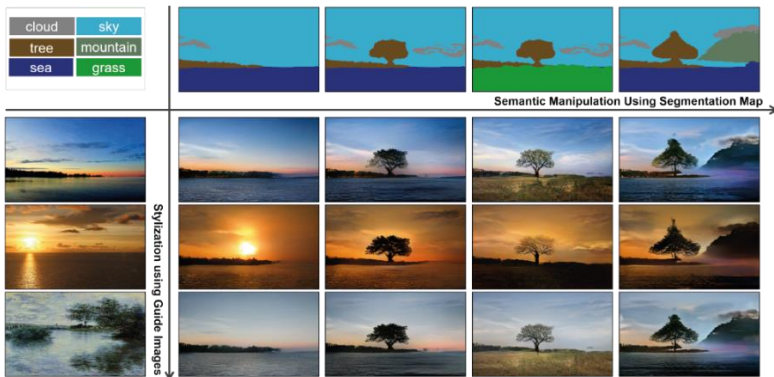 cloud sky
tree mountain
sea grass
Semantic Manipulation Using Segmentation Map
Stylization using Guide Images